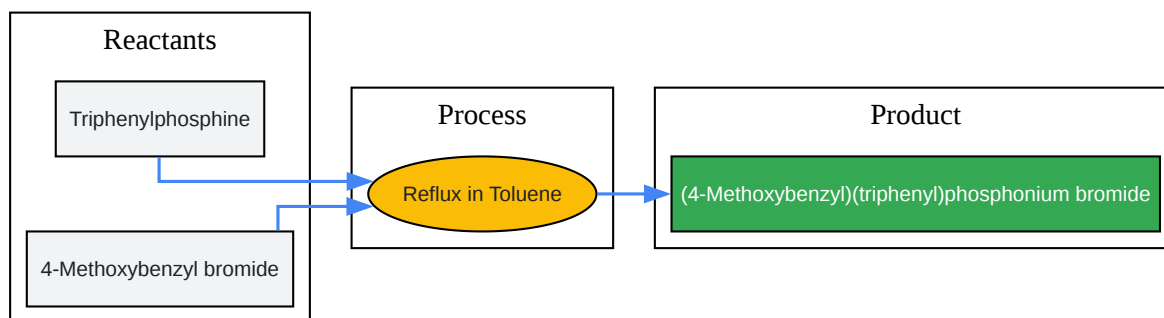 Reactants
Triphenylphosphine
4-Methoxybenzyl bromide
Process
Reflux in Toluene
Product
(4-Methoxybenzyl)(triphenyl)phosphonium bromide